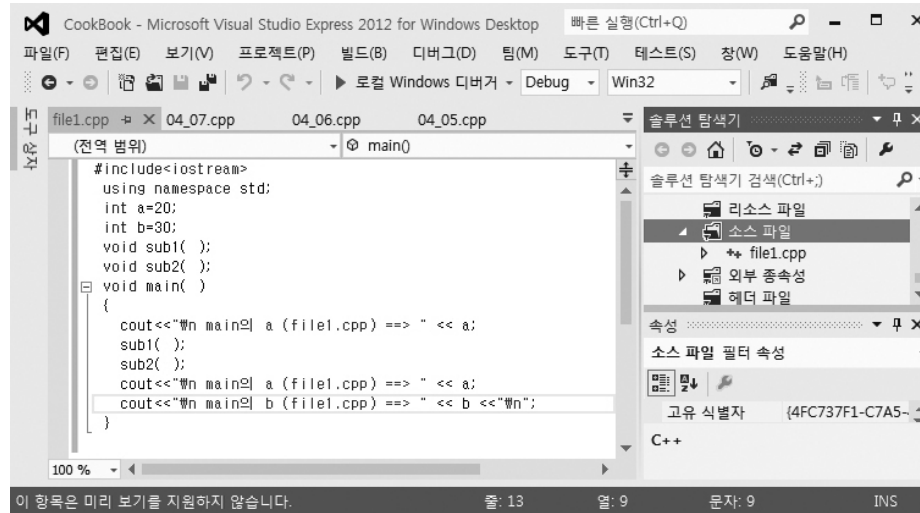 CookBook - Microsoft Visual Studio Express 2012 for Windows Desktop 빠른 실행(Ctrl+Q)
파일(F) 편집(E) 보기(V) 프로젝트(P) 빌드(B) 디버그(D) 팀(M) 도구(T) 테스트(S) 창(W) 도움말(H)
로컬 Windows 디버거 Debug Win32
도구 상자
file1.cpp 04_07.cpp 04_06.cpp 04_05.cpp
(전역 범위) main()
#include<iostream>
using namespace std;
int a=20;
int b=30;
void sub1( );
void sub2( );
void main( )
{
cout<<"₩n main의 a (file1.cpp) ==> " << a;
sub1( );
sub2( );
cout<<"₩n main의 a (file1.cpp) ==> " << a;
cout<<"₩n main의 b (file1.cpp) ==> " << b <<"₩n";
}
100 %
솔루션 탐색기
솔루션 탐색기 검색(Ctrl+;)
리소스 파일
소스 파일
++ file1.cpp
외부 종속성
헤더 파일
속성
소스 파일 필터 속성
고유 식별자 {4FC737F1-C7A5-
C++
이 항목은 미리 보기를 지원하지 않습니다. 줄: 13 열: 9 문자: 9 INS